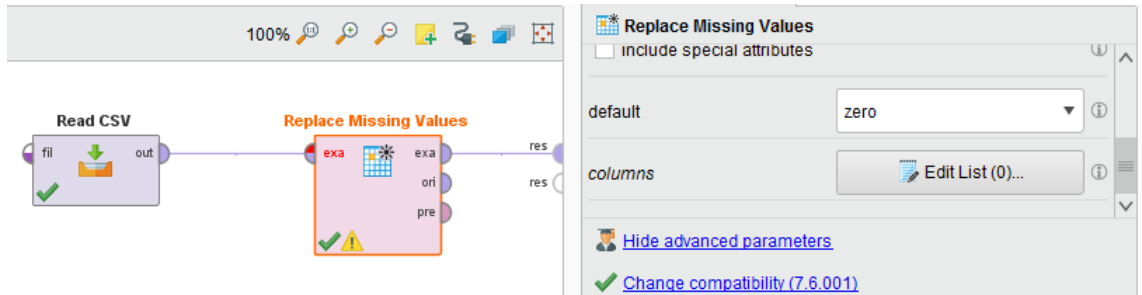 100%
Read CSV
fil
out
Replace Missing Values
exa
exa
ori
pre
res
res
Replace Missing Values
include special attributes
default
zero
columns
Edit List (0)...
Hide advanced parameters
Change compatibility (7.6.001)